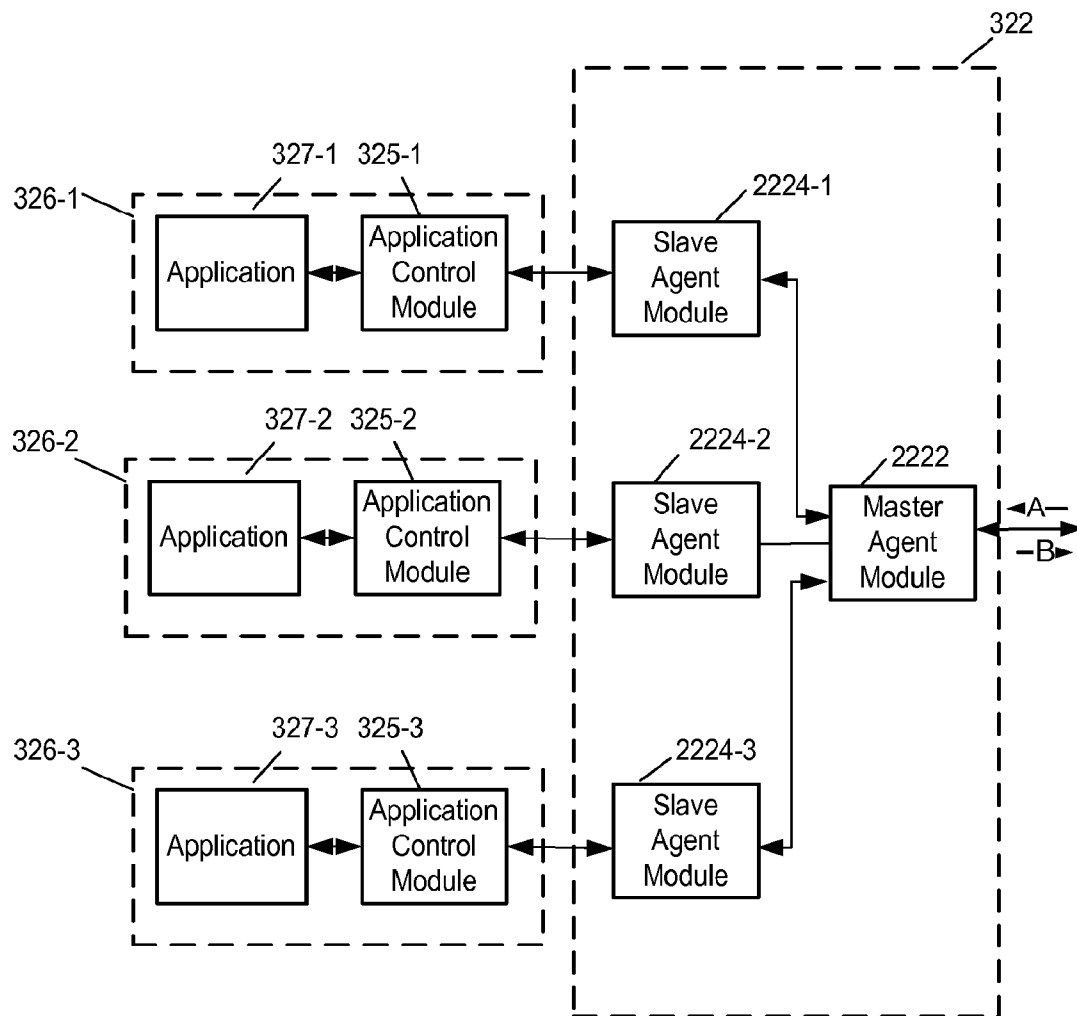 322
327-1 325-1
326-1
2224-1
Application
Application
Control
Module
Slave
Agent
Module
327-2 325-2
326-2
2224-2
2222
Application
Application
Control
Module
Slave
Agent
Module
Master
Agent
Module
◄A–
–B►
327-3 325-3
326-3
2224-3
Application
Application
Control
Module
Slave
Agent
Module